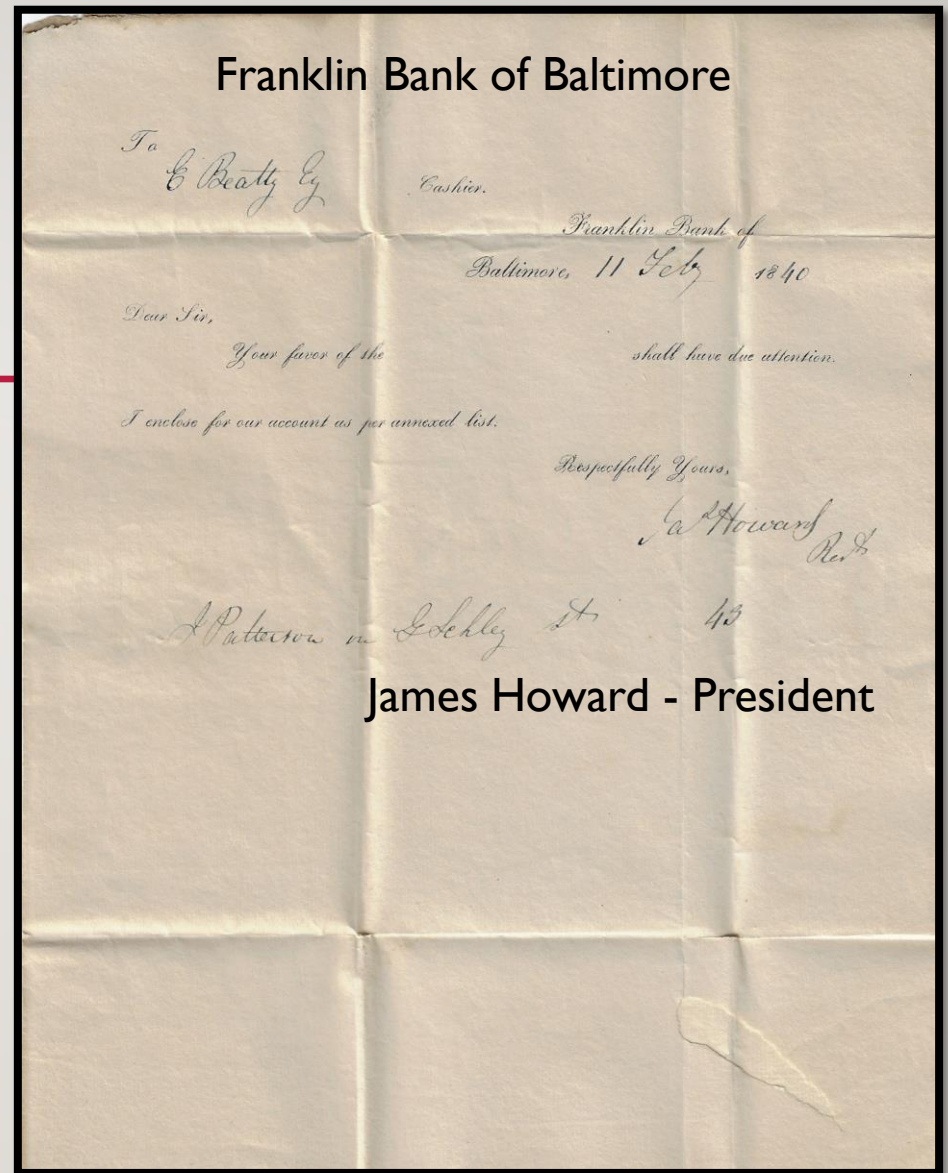 Franklin Bank of Baltimore
To
E Beatty Esq Cashier.
Franklin Bank of
Baltimore, 11 Feby 1840
Dear Sir,
Your favor of the shall have due attention.
I enclose for our account as per annexed list.
Respectfully Yours,
Jas Howard
Prest
J Patterson on G Schley 43
James Howard - President